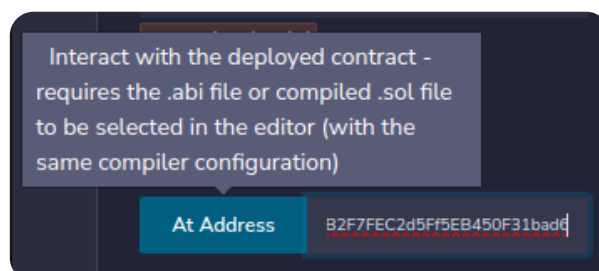 Interact with the deployed contract -
requires the .abi file or compiled .sol file
to be selected in the editor (with the
same compiler configuration)
At Address
B2F7FEC2d5Ff5EB450F31bad6